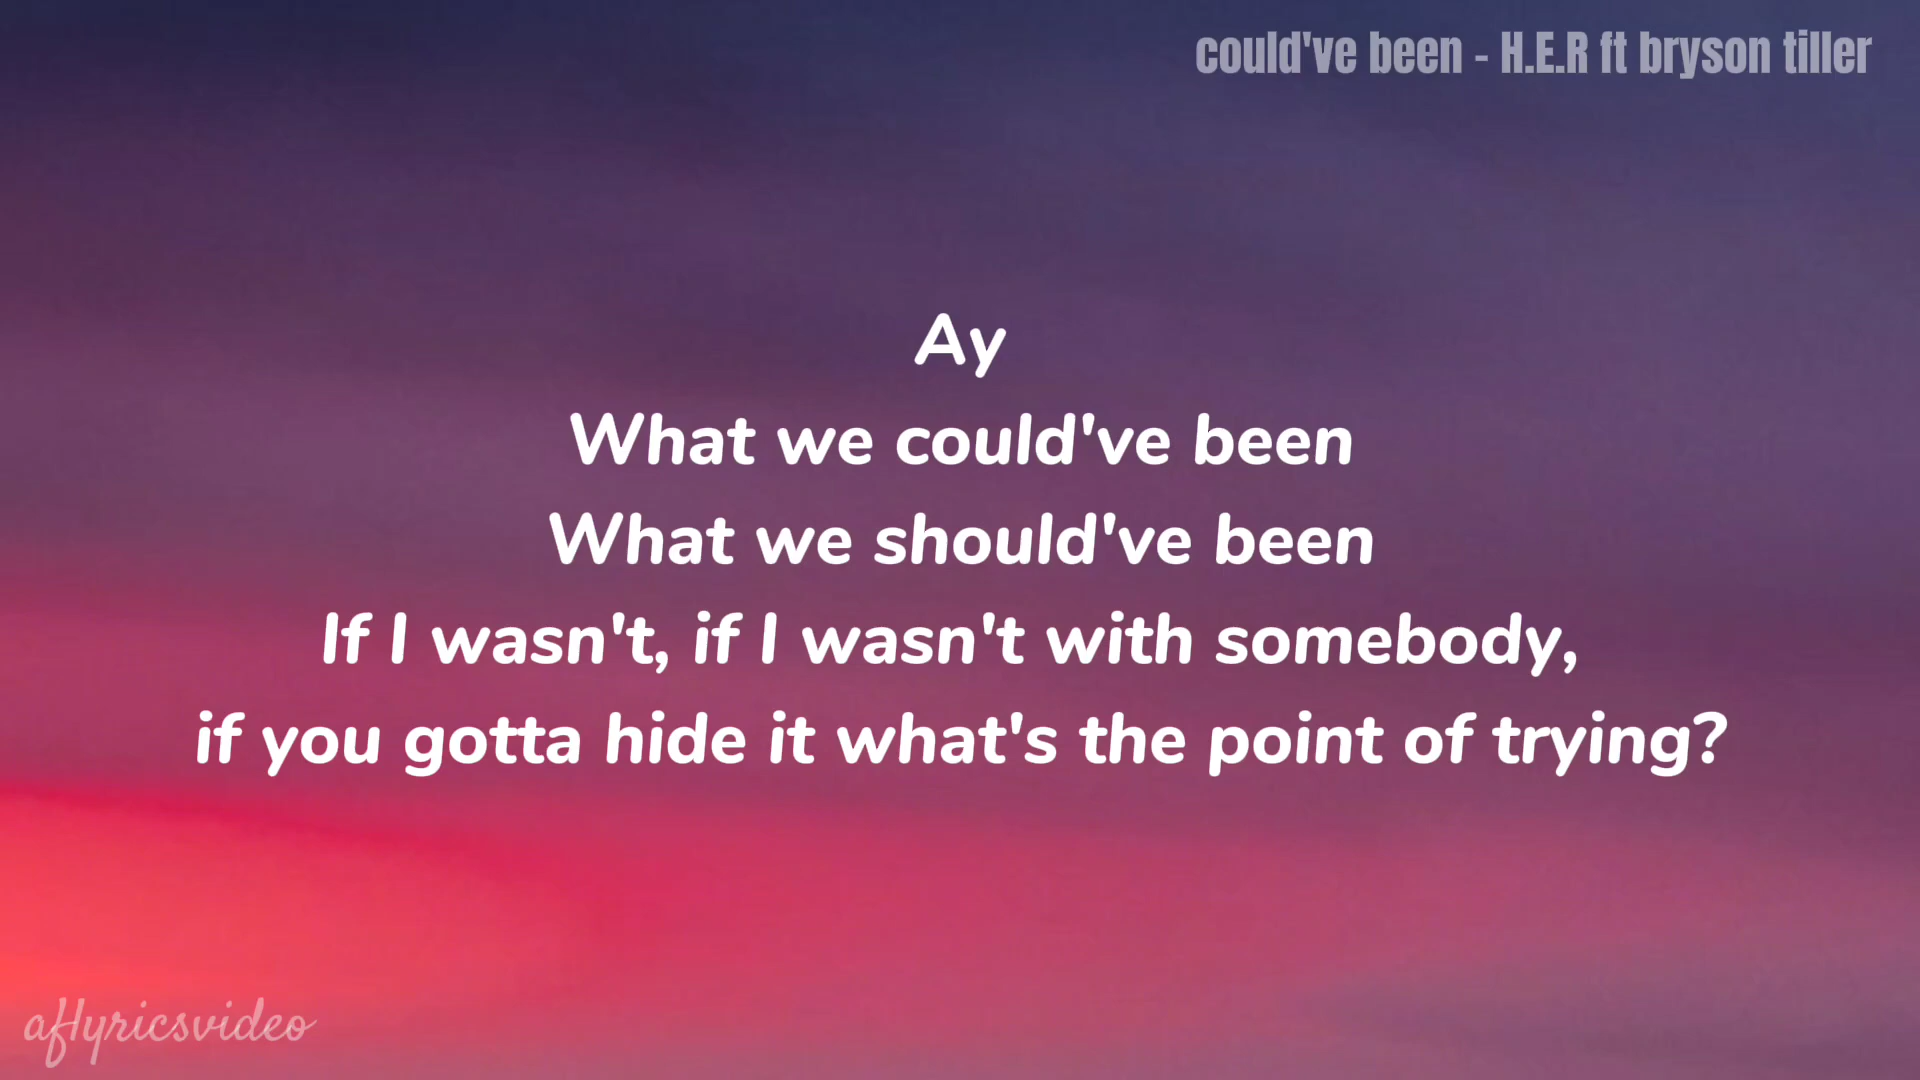 could've been - H.E.R ft bryson tiller
Ay
What we could've been
What we should've been
If I wasn't, if I wasn't with somebody,
if you gotta hide it what's the point of trying?
aflyricsvideo